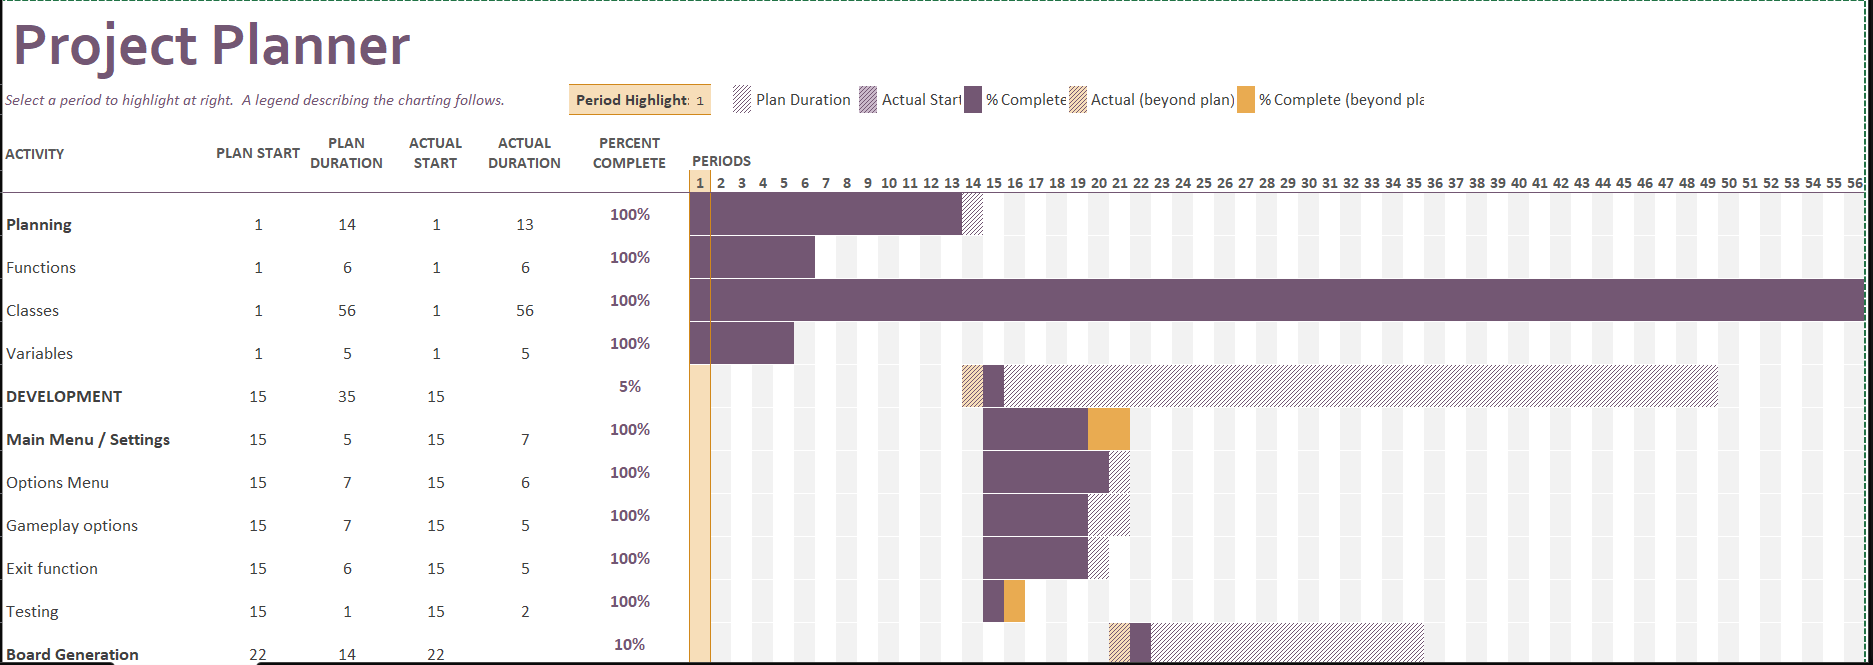 Project Planner
Select a period to highlight at right.  A legend describing the charting follows.
Period Highlight: 1
Plan Duration
Actual Start
% Complete
Actual (beyond plan)
% Complete (beyond pla
ACTIVITY PLAN START PLAN DURATION ACTUAL START ACTUAL DURATION PERCENT COMPLETE PERIODS
1 2 3 4 5 6 7 8 9 10 11 12 13 14 15 16 17 18 19 20 21 22 23 24 25 26 27 28 29 30 31 32 33 34 35 36 37 38 39 40 41 42 43 44 45 46 47 48 49 50 51 52 53 54 55 56
Planning 1 14 1 13 100%
Functions 1 6 1 6 100%
Classes 1 56 1 56 100%
Variables 1 5 1 5 100%
DEVELOPMENT 15 35 15 5%
Main Menu / Settings 15 5 15 7 100%
Options Menu 15 7 15 6 100%
Gameplay options 15 7 15 5 100%
Exit function 15 6 15 5 100%
Testing 15 1 15 2 100%
Board Generation 22 14 22 10%